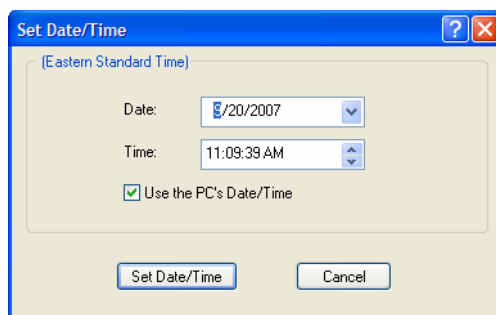 Set Date/Time
(Eastern Standard Time)
Date: 9/20/2007
Time: 11:09:39 AM
Use the PC's Date/Time
Set Date/Time Cancel